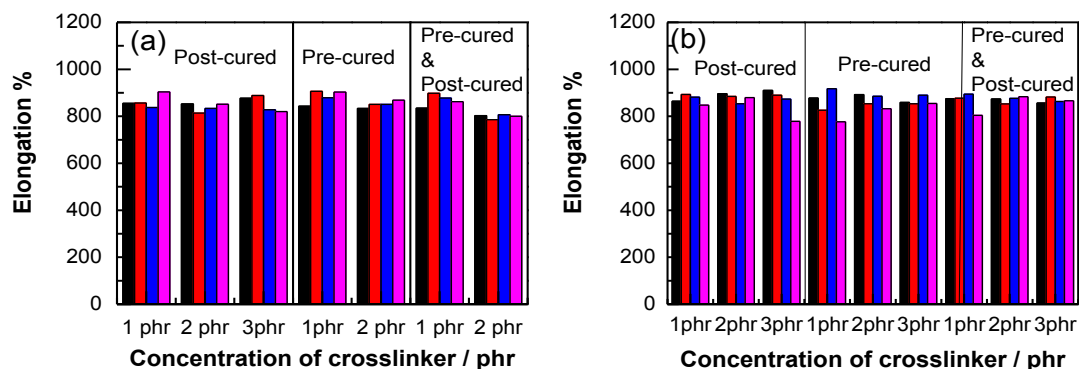 (a)
Post-cured
Pre-cured
Pre-cured
&
Post-cured
1200
1000
800
600
400
200
0
Elongation %
1 phr 2 phr 3phr 1phr 2 phr 1 phr 2 phr
Concentration of crosslinker / phr
(b)
Post-cured
Pre-cured
Pre-cured
&
Post-cured
1200
1000
800
600
400
200
0
Elongation %
1phr 2phr 3phr 1phr 2phr 3phr 1phr 2phr 3phr
Concentration of crosslinker / phr